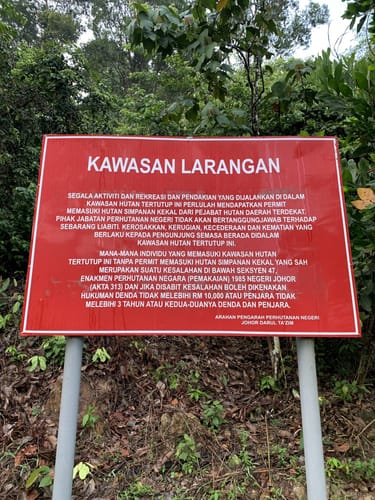 KAWASAN LARANGAN
SEGALA AKTIVITI DAN REKREASI DAN PENDAKIAN YANG DIJALANKAN DI DALAM
KAWASAN HUTAN TERTUTUP INI PERLULAH MENDAPATKAN PERMIT
MEMASUKI HUTAN SIMPANAN KEKAL DARI PEJABAT HUTAN DAERAH TERDEKAT.
PIHAK JABATAN PERHUTANAN NEGERI TIDAK AKAN BERTANGGUNGJAWAB TERHADAP
SEBARANG LIABITI. KEROSAKKAN, KERUGIAN, KECEDERAAN DAN KEMATIAN YANG
BERLAKU KEPADA PENGUNJUNG SEMASA BERADA DIDALAM
KAWASAN HUTAN TERTUTUP INI.
MANA-MANA INDIVIDU YANG MEMASUKI KAWASAN HUTAN
TERTUTUP INI TANPA PERMIT MEMASUKI HUTAN SIMPANAN KEKAL YANG SAH
MERUPAKAN SUATU KESALAHAN DI BAWAH SEKSYEN 47,
ENAKMEN PERHUTANAN NEGARA (PEMAKAIAN) 1985 NEGERI JOHOR
(AKTA 313) DAN JIKA DISABIT KESALAHAN BOLEH DIKENAKAN
HUKUMAN DENDA TIDAK MELEBIHI RM 10,000 ATAU PENJARA TIDAK
MELEBIHI 3 TAHUN ATAU KEDUA-DUANYA DENDA DAN PENJARA.
ARAHAN PENGARAH PERHUTANAN NEGERI
JOHOR DARUL TA'ZIM